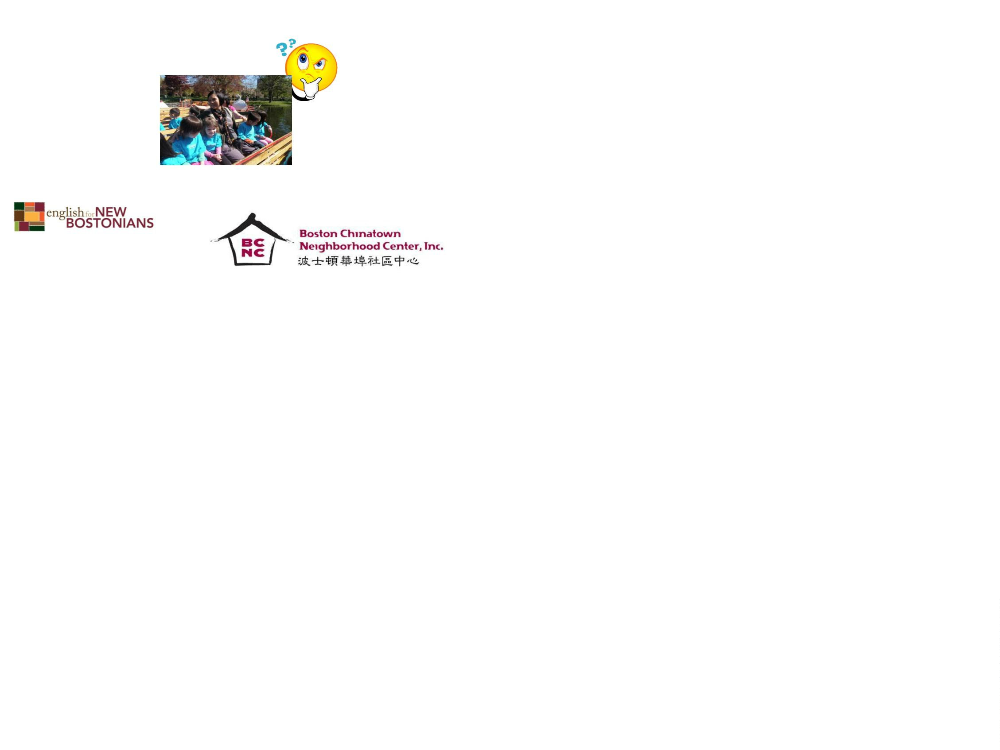 ??
english for NEW
BOSTONIANS
BC
NC
Boston Chinatown
Neighborhood Center, Inc.
波士頓華埠社區中心